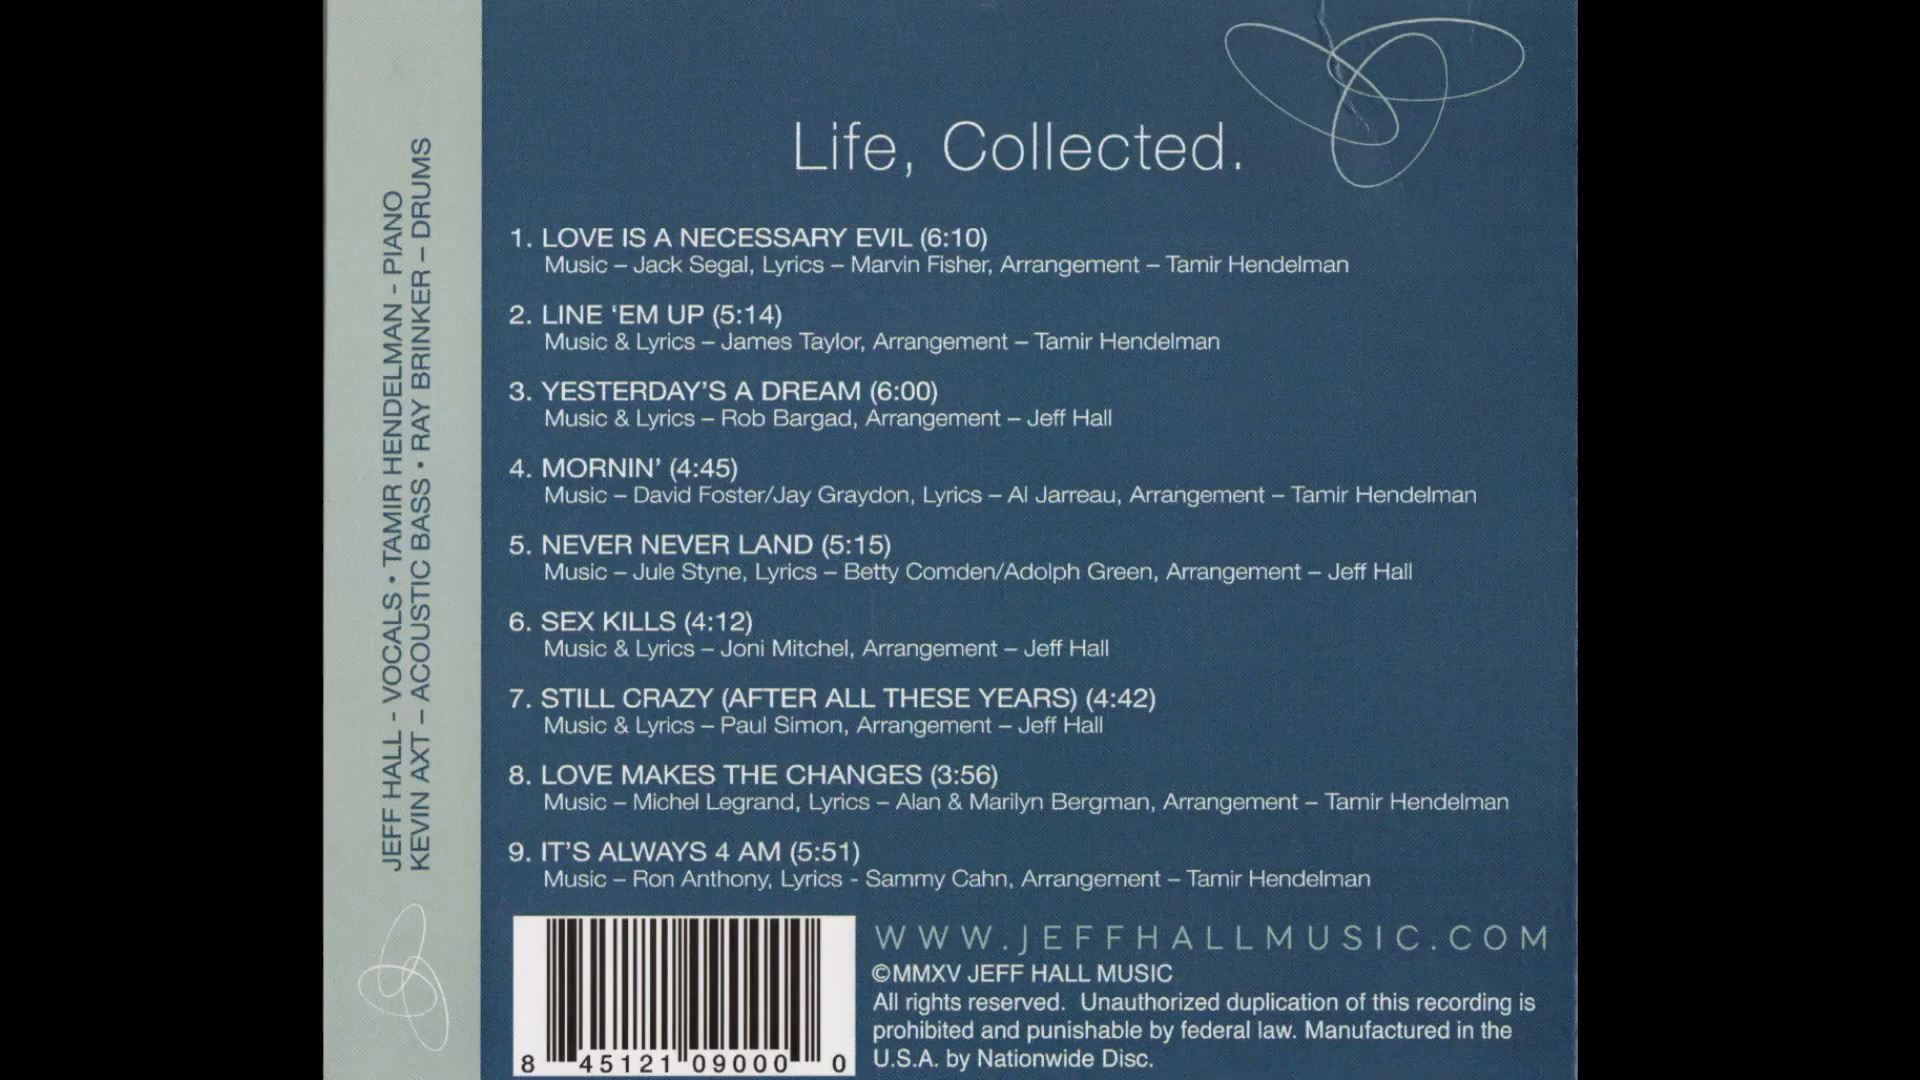 JEFF HALL - VOCALS • TAMIR HENDELMAN - PIANO
KEVIN AXT – ACOUSTIC BASS • RAY BRINKER – DRUMS
Life, Collected.
1. LOVE IS A NECESSARY EVIL (6:10)
Music – Jack Segal, Lyrics – Marvin Fisher, Arrangement – Tamir Hendelman
2. LINE ‘EM UP (5:14)
Music & Lyrics – James Taylor, Arrangement – Tamir Hendelman
3. YESTERDAY’S A DREAM (6:00)
Music & Lyrics – Rob Bargad, Arrangement – Jeff Hall
4. MORNIN’ (4:45)
Music – David Foster/Jay Graydon, Lyrics – Al Jarreau, Arrangement – Tamir Hendelman
5. NEVER NEVER LAND (5:15)
Music – Jule Styne, Lyrics – Betty Comden/Adolph Green, Arrangement – Jeff Hall
6. SEX KILLS (4:12)
Music & Lyrics – Joni Mitchel, Arrangement – Jeff Hall
7. STILL CRAZY (AFTER ALL THESE YEARS) (4:42)
Music & Lyrics – Paul Simon, Arrangement – Jeff Hall
8. LOVE MAKES THE CHANGES (3:56)
Music – Michel Legrand, Lyrics – Alan & Marilyn Bergman, Arrangement – Tamir Hendelman
9. IT’S ALWAYS 4 AM (5:51)
Music – Ron Anthony, Lyrics - Sammy Cahn, Arrangement – Tamir Hendelman
8 45121 09000 0
WWW.JEFFHALLMUSIC.COM
©MMXV JEFF HALL MUSIC
All rights reserved.  Unauthorized duplication of this recording is
prohibited and punishable by federal law. Manufactured in the
U.S.A. by Nationwide Disc.